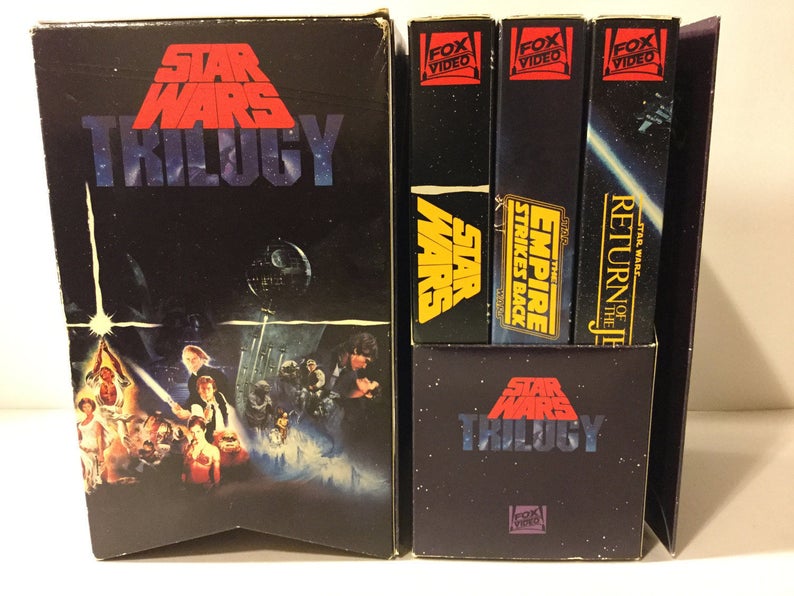 STAR
WARS
TRILOGY
FOX
VIDEO
STAR
WARS
FOX
VIDEO
STAR
THE
EMPIRE
STRIKES BACK
WARS
FOX
VIDEO
STAR WARS
RETURN OF
THE JE
STAR
WARS
TRILOGY
FOX
VIDEO